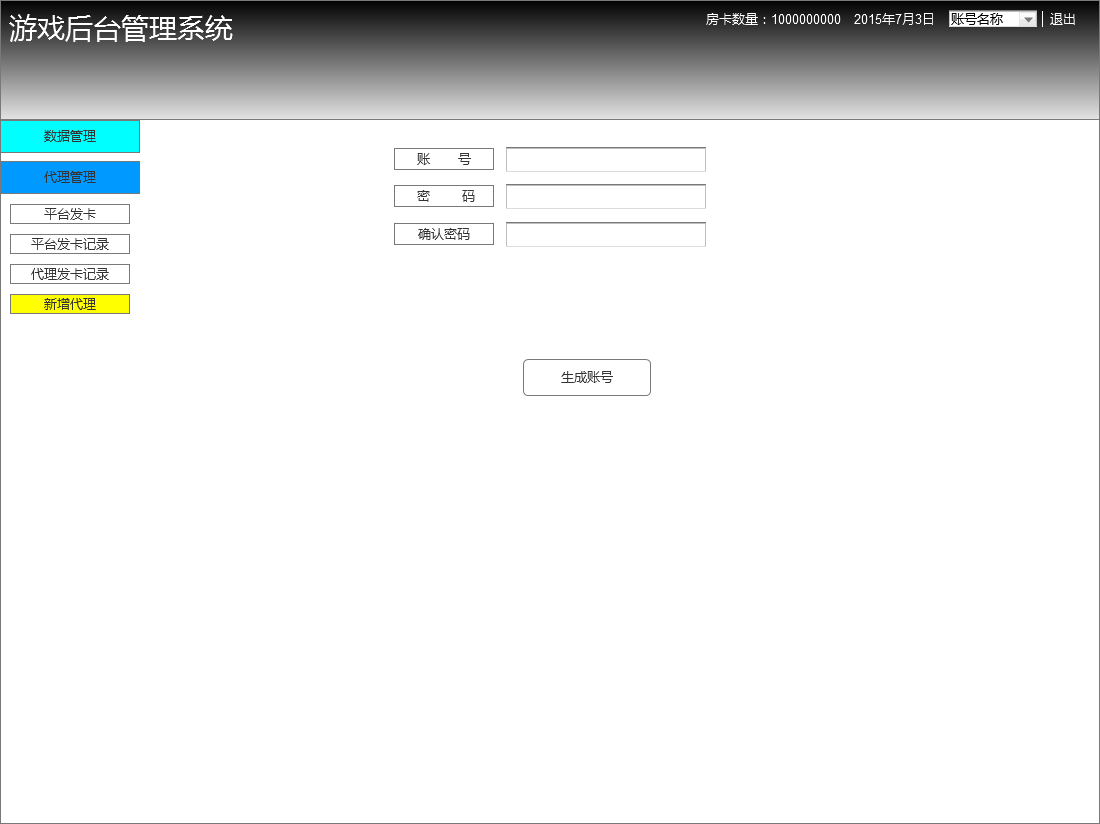 游戏后台管理系统
房卡数量：1000000000 2015年7月3日 账号名称 退出
数据管理
代理管理
平台发卡
平台发卡记录
代理发卡记录
新增代理
账 号
密 码
确认密码
生成账号